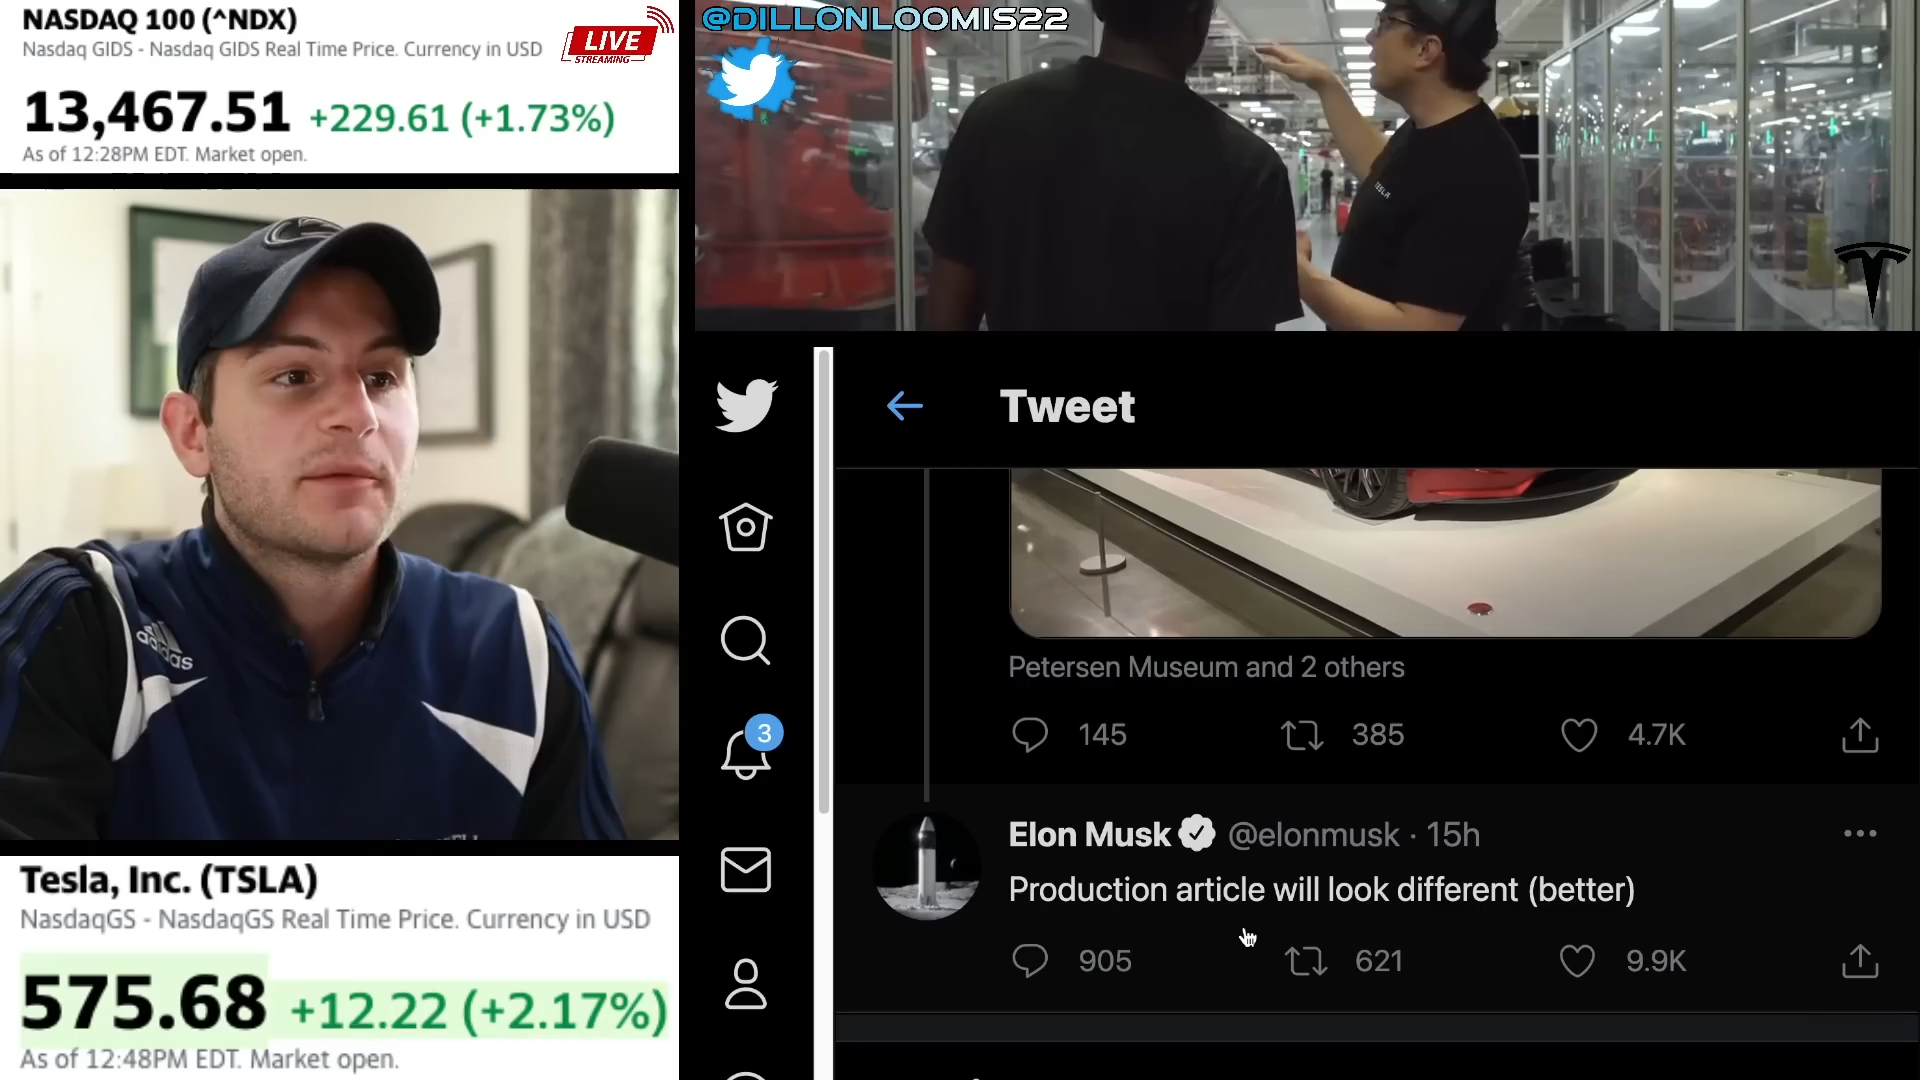 NASDAQ 100 (^NDX)
Nasdaq GIDS - Nasdaq GIDS Real Time Price. Currency in USD
LIVE
STREAMING
13,467.51 +229.61 (+1.73%)
As of 12:28PM EDT. Market open.
@DILLONLOOMIS22
TESLA
adidas
Tweet
Petersen Museum and 2 others
145 385 4.7K
3
Elon Musk @elonmusk · 15h
Production article will look different (better)
905 621 9.9K
Tesla, Inc. (TSLA)
NasdaqGS - NasdaqGS Real Time Price. Currency in USD
575.68 +12.22 (+2.17%)
As of 12:48PM EDT. Market open.